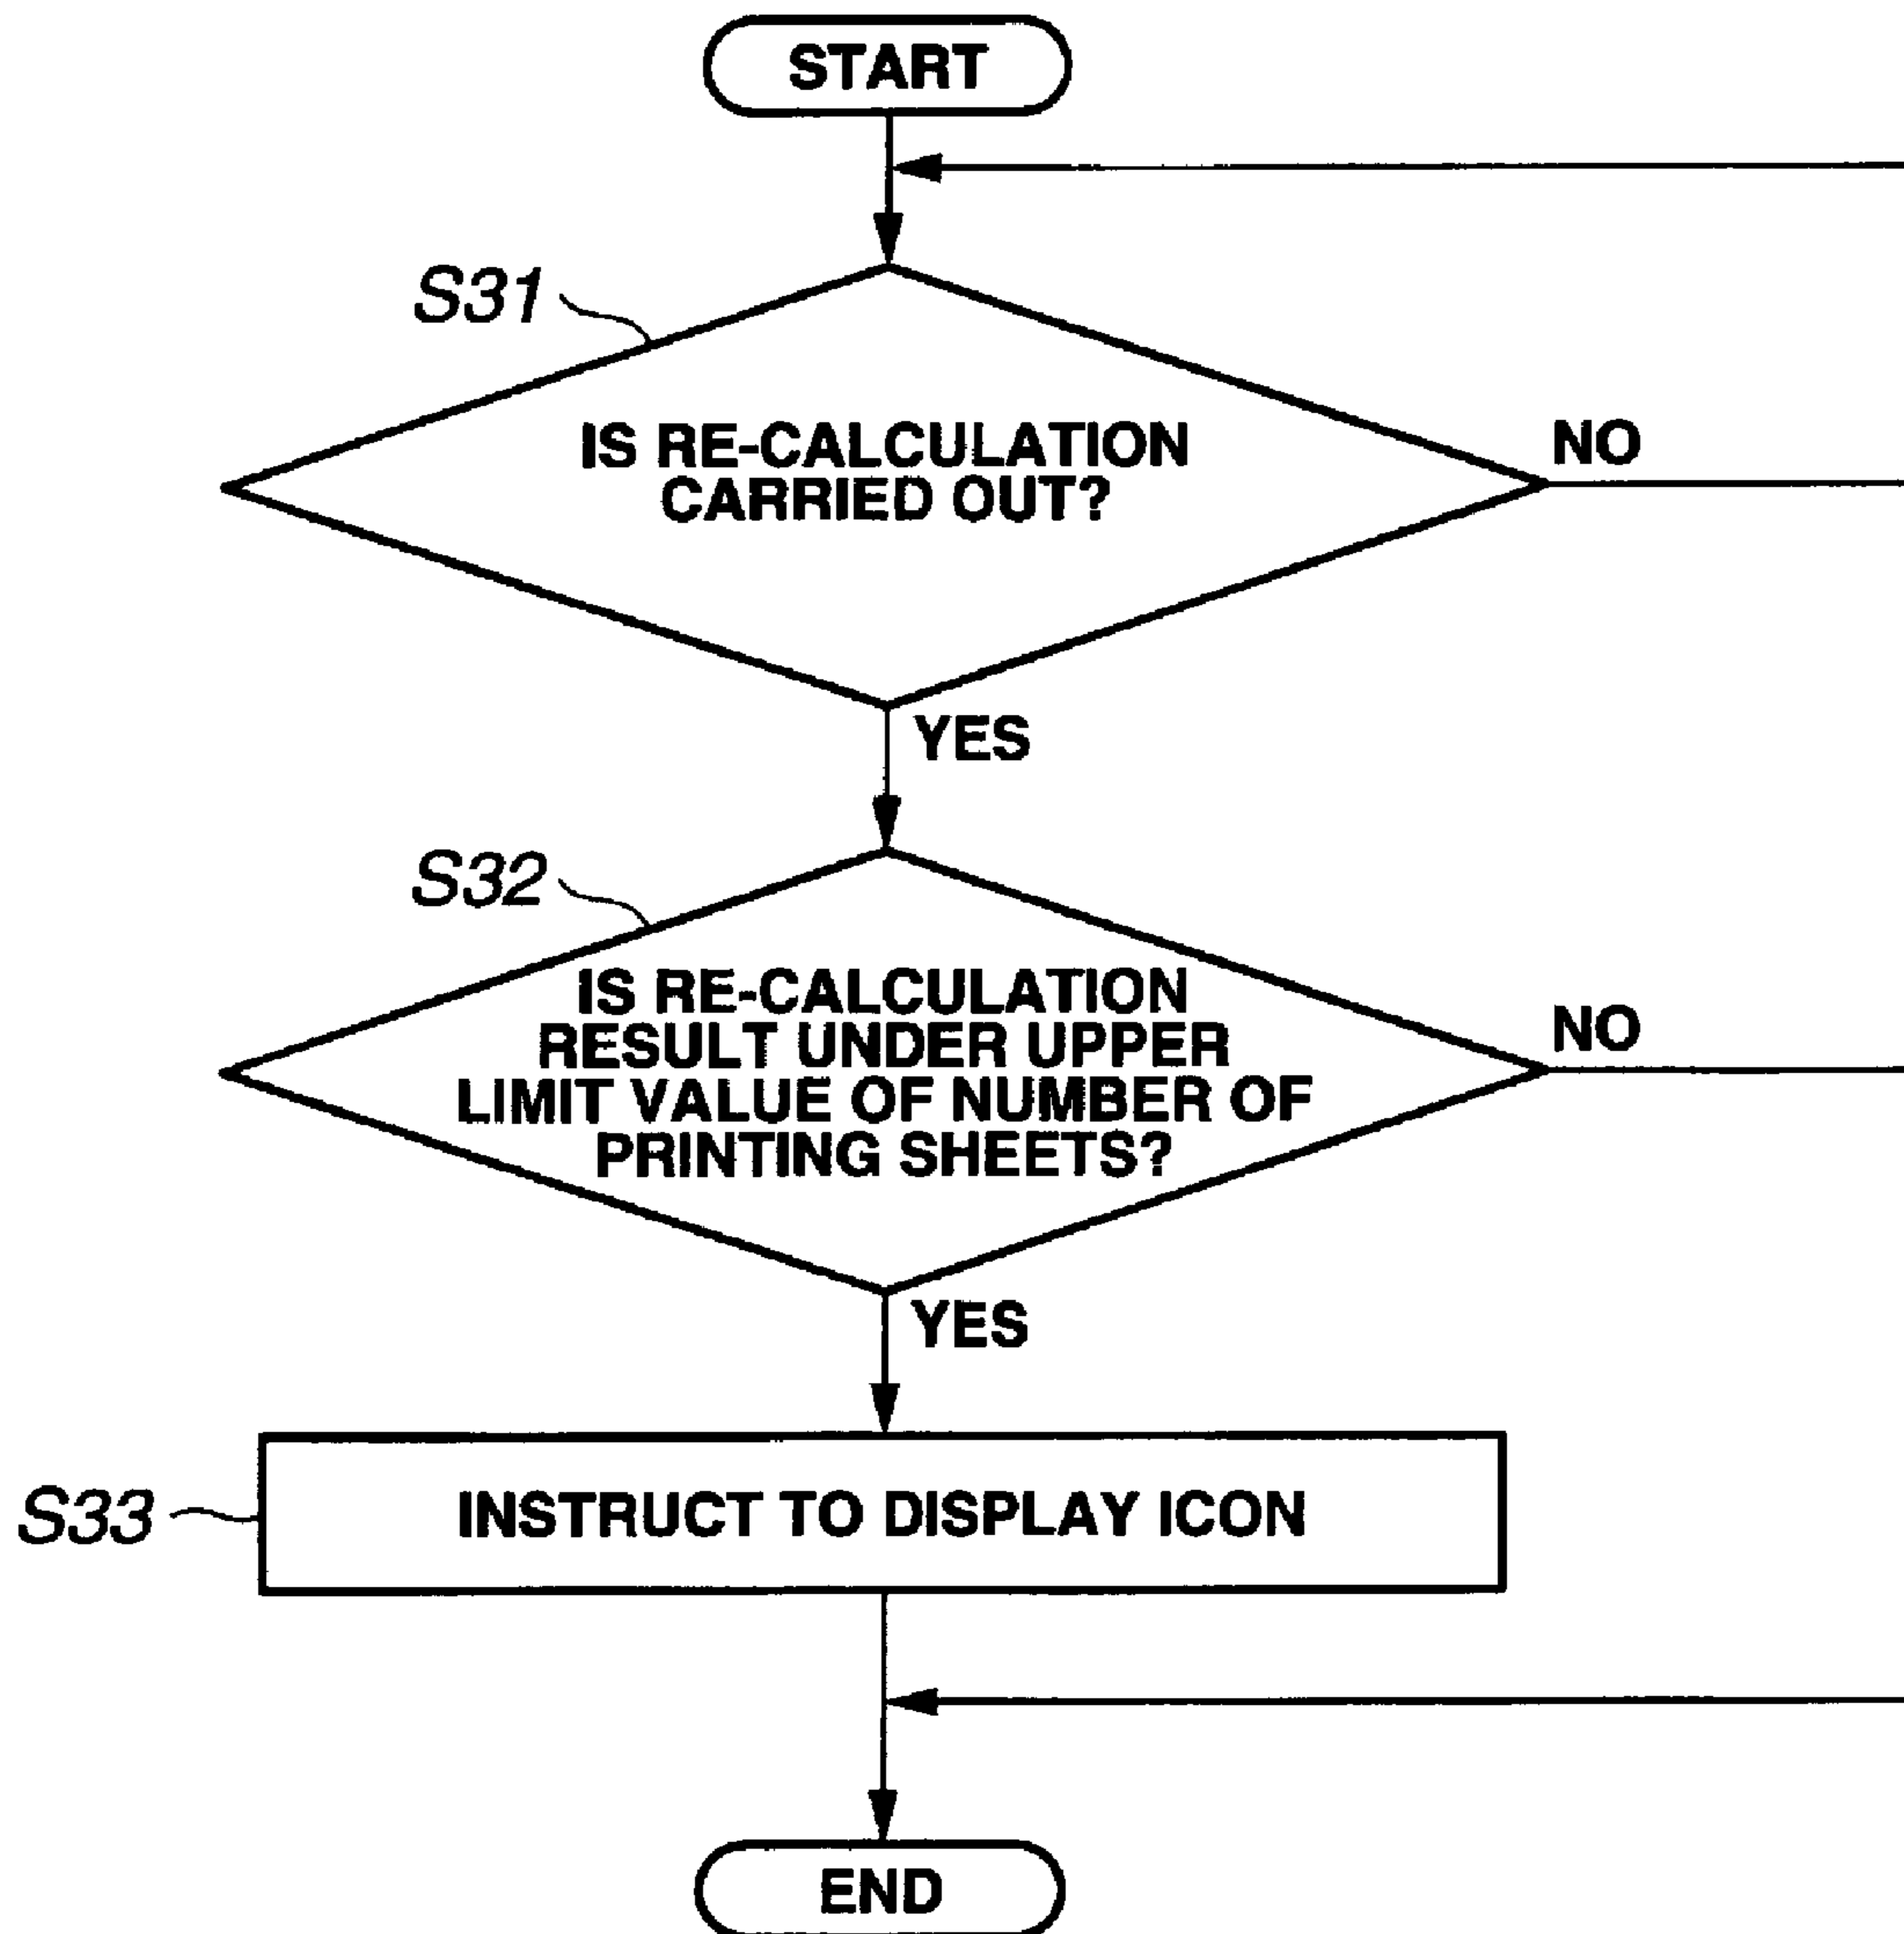 START
S31
IS RE-CALCULATION
CARRIED OUT?
NO
YES
S32
IS RE-CALCULATION
RESULT UNDER UPPER
LIMIT VALUE OF NUMBER OF
PRINTING SHEETS?
NO
YES
S33
INSTRUCT TO DISPLAY ICON
END